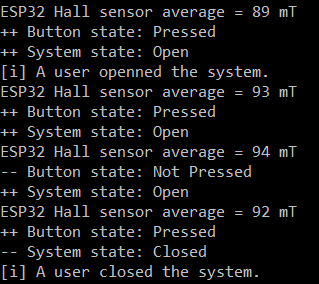 ESP32 Hall sensor average = 89 mT
++ Button state: Pressed
++ System state: Open
[i] A user openned the system.
ESP32 Hall sensor average = 93 mT
++ Button state: Pressed
++ System state: Open
ESP32 Hall sensor average = 94 mT
-- Button state: Not Pressed
++ System state: Open
ESP32 Hall sensor average = 92 mT
++ Button state: Pressed
-- System state: Closed
[i] A user closed the system.